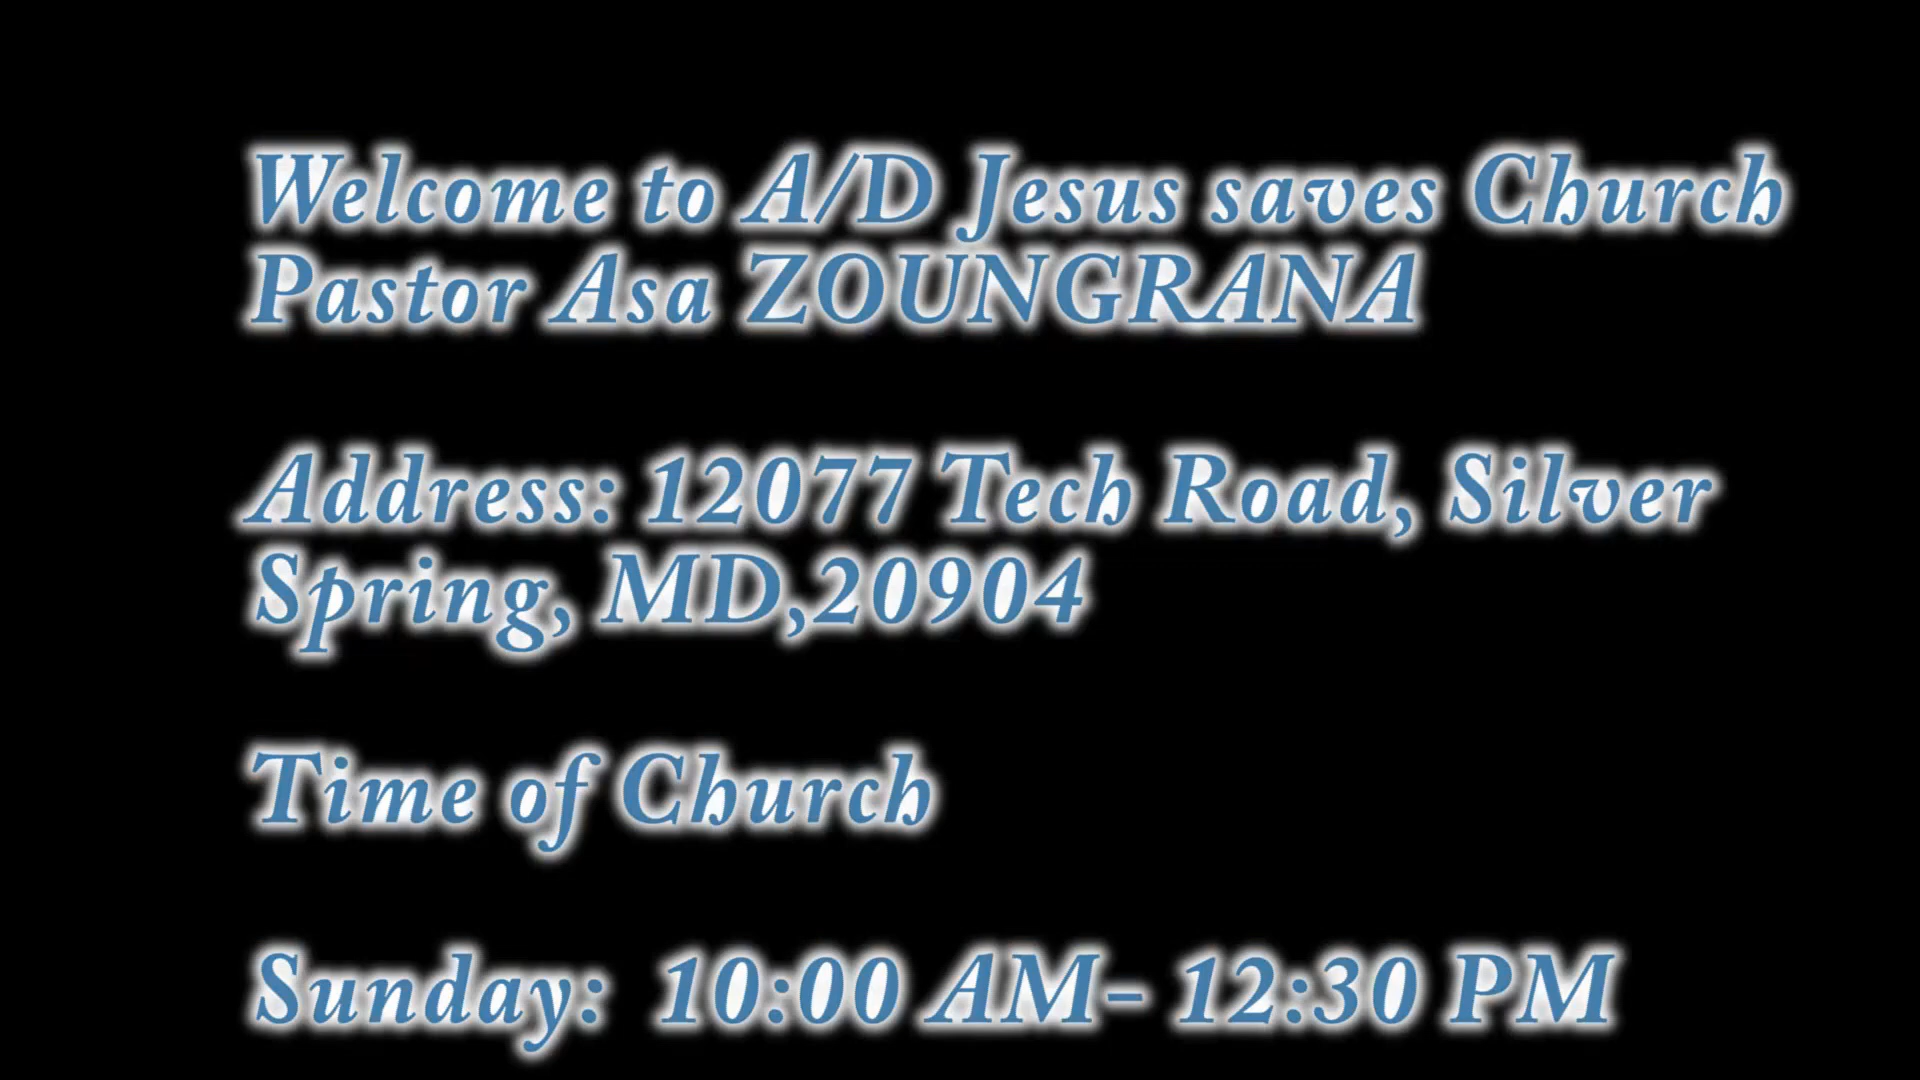 Welcome to A/D Jesus saves Church
Pastor Asa ZOUNGRANA
Address: 12077 Tech Road, Silver
Spring, MD,20904
Time of Church
Sunday:  10:00 AM– 12:30 PM